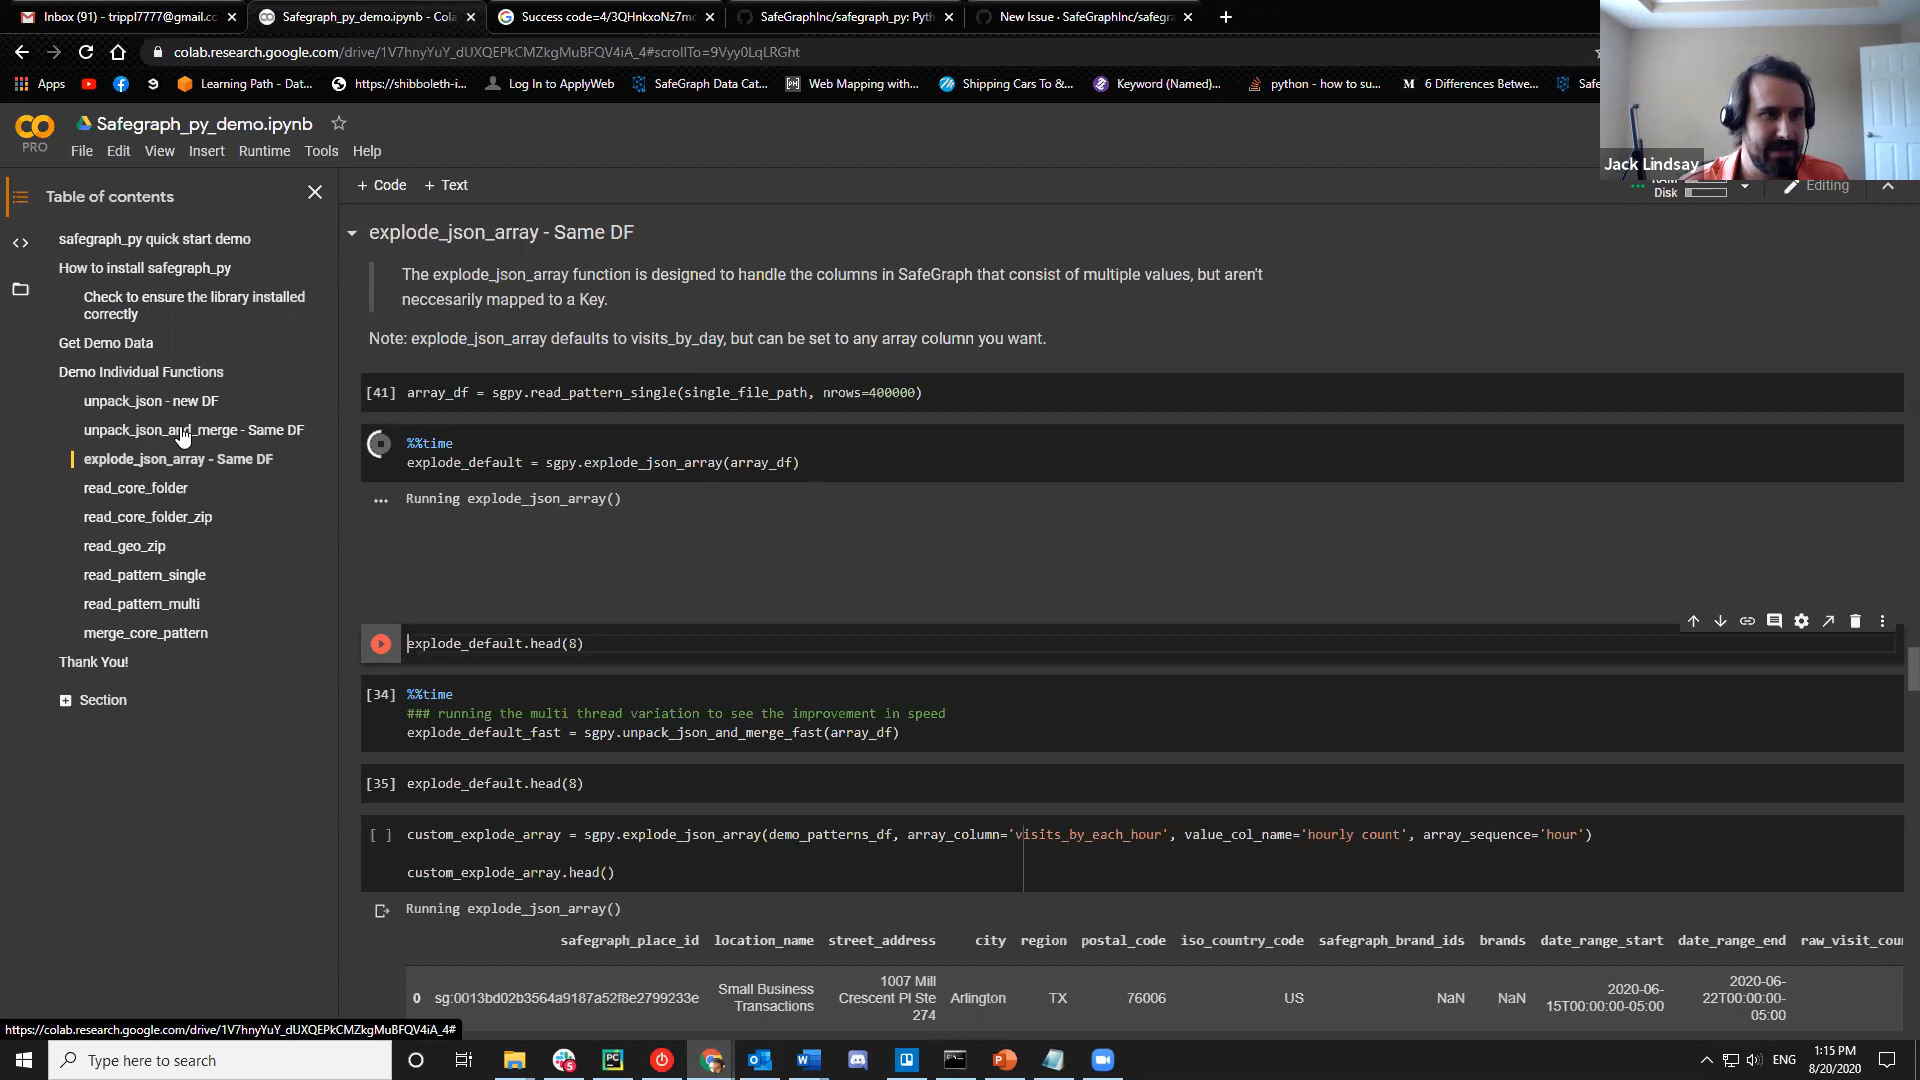 Inbox (91) - trippl7777@gmail.cc
Safegraph_py_demo.ipynb - Cola
Success code=4/3QHnkxoNz7mc
SafeGraphInc/safegraph_py: Pyth
New Issue · SafeGraphInc/safegra
colab.research.google.com/drive/1V7hnyYuY_dUXQEPkCMZkgMuBFQV4iA_4#scrollTo=9Vyy0LqLRGht
Apps
Learning Path - Dat...
https://shibboleth-i...
Log In to ApplyWeb
SafeGraph Data Cat...
Web Mapping with...
Shipping Cars To &...
Keyword (Named)...
python - how to su...
6 Differences Betwe...
Safe
Jack Lindsay
CO
PRO
Safegraph_py_demo.ipynb
File Edit View Insert Runtime Tools Help
+ Code + Text
RAM
Disk
Editing
Table of contents
safegraph_py quick start demo
How to install safegraph_py
Check to ensure the library installed
correctly
Get Demo Data
Demo Individual Functions
unpack_json - new DF
unpack_json_and_merge - Same DF
explode_json_array - Same DF
read_core_folder
read_core_folder_zip
read_geo_zip
read_pattern_single
read_pattern_multi
merge_core_pattern
Thank You!
Section
explode_json_array - Same DF
The explode_json_array function is designed to handle the columns in SafeGraph that consist of multiple values, but aren't
neccesarily mapped to a Key.
Note: explode_json_array defaults to visits_by_day, but can be set to any array column you want.
[41] array_df = sgpy.read_pattern_single(single_file_path, nrows=400000)
%%time
explode_default = sgpy.explode_json_array(array_df)
... Running explode_json_array()
explode_default.head(8)
[34] %%time
### running the multi thread variation to see the improvement in speed
explode_default_fast = sgpy.unpack_json_and_merge_fast(array_df)
[35] explode_default.head(8)
[ ] custom_explode_array = sgpy.explode_json_array(demo_patterns_df, array_column='visits_by_each_hour', value_col_name='hourly count', array_sequence='hour')
custom_explode_array.head()
Running explode_json_array()
safegraph_place_id location_name street_address city region postal_code iso_country_code safegraph_brand_ids brands date_range_start date_range_end raw_visit_cou
0 sg:0013bd02b3564a9187a52f8e2799233e Small Business Transactions 1007 Mill Crescent Pl Ste 274 Arlington TX 76006 US NaN NaN 2020-06-15T00:00:00-05:00 2020-06-22T00:00:00-05:00
https://colab.research.google.com/drive/1V7hnyYuY_dUXQEPkCMZkgMuBFQV4iA_4#
Type here to search
ENG
1:15 PM
8/20/2020